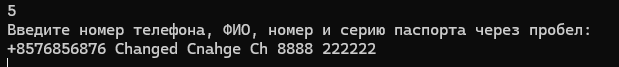 5
Введите номер телефона, ФИО, номер и серию паспорта через пробел:
+8576856876 Changed Cnahge Ch 8888 222222